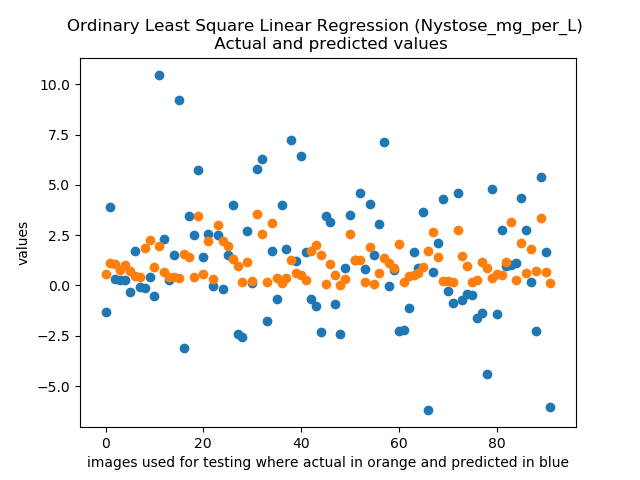 Ordinary Least Square Linear Regression (Nystose_mg_per_L)
Actual and predicted values
10.0
7.5
5.0
2.5
0.0
−2.5
−5.0
values
0 20 40 60 80
images used for testing where actual in orange and predicted in blue